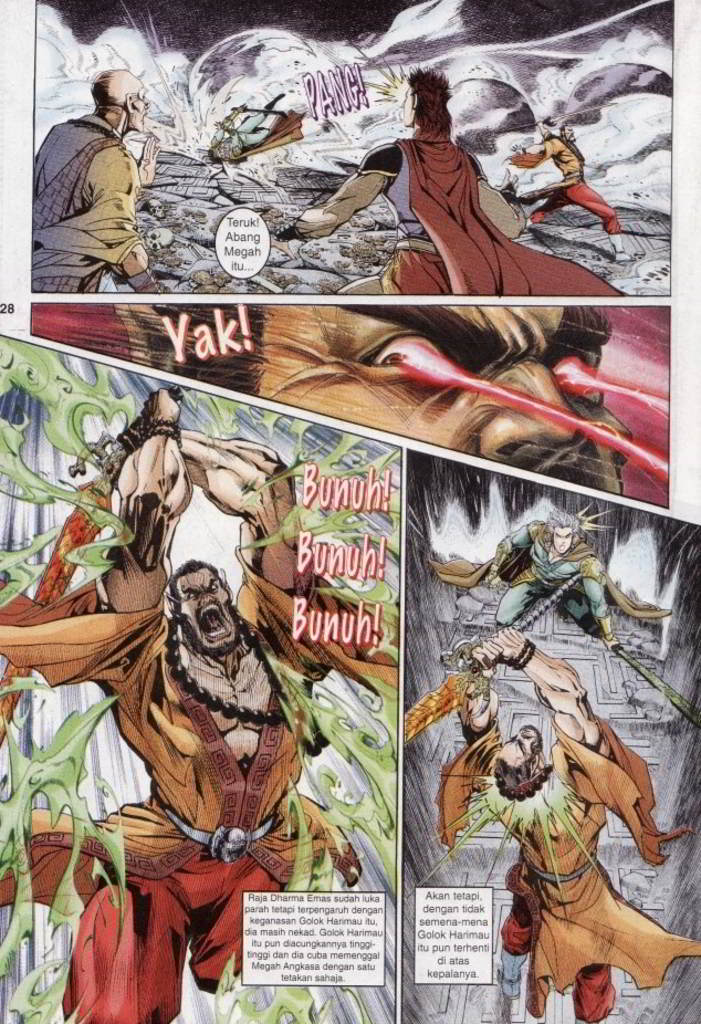 PANG!
Teruk!
Abang
Megah
itu...
28
Yak!
Bunuh!
Bunuh!
Bunuh!
Raja Dharma Emas sudah luka
parah tetapi terpengaruh dengan
keganasan Golok Harimau itu,
dia masih nekad. Golok Harimau
itu pun diacungkannya tinggi-
tinggi dan dia cuba memenggal
Megah Angkasa dengan satu
tetakan sahaja.
Akan tetapi,
dengan tidak
semena-mena
Golok Harimau
itu pun terhenti
di atas
kepalanya.